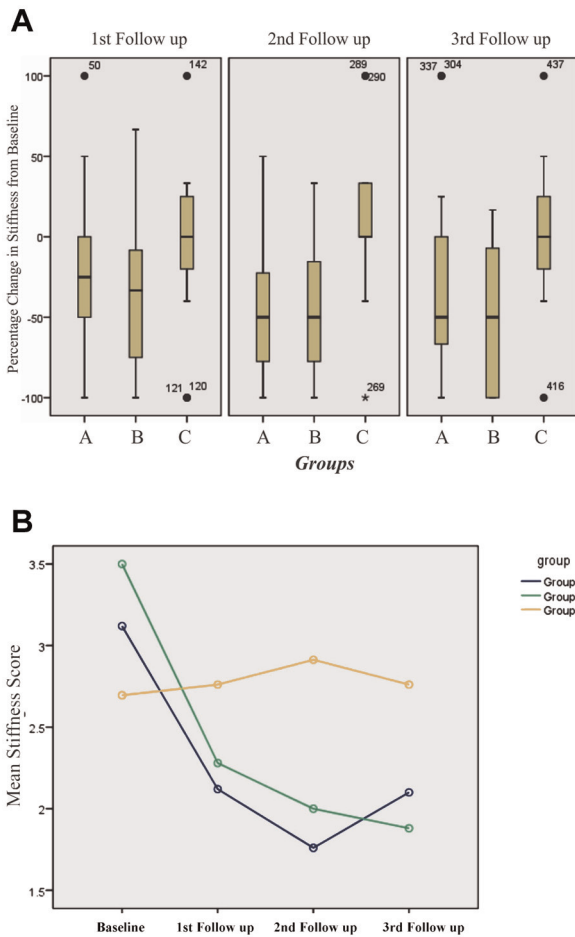 A
1st Follow up 2nd Follow up 3rd Follow up
Percentage Change in Stiffness from Baseline
100
50
0
-50
-100
50
142
121 120
289
290
269
337 304
437
416
A B C A B C A B C
Groups
B
Mean Stiffness Score
3.5
3
2.5
2
1.5
group
Group
Group
Group
Baseline 1st Follow up 2nd Follow up 3rd Follow up